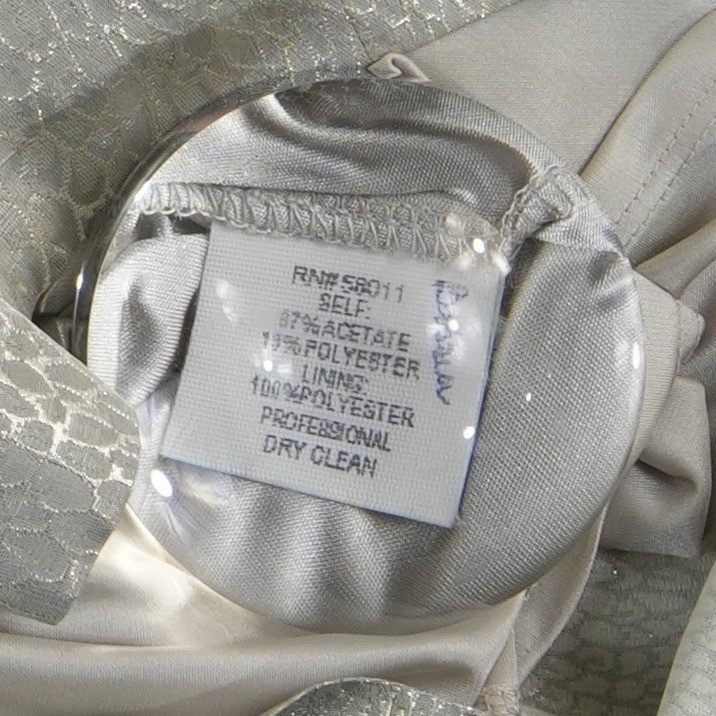 RN# 58011
SELF:
87% ACETATE
13% POLYESTER
LINING:
100% POLYESTER
PROFESSIONAL
DRY CLEAN